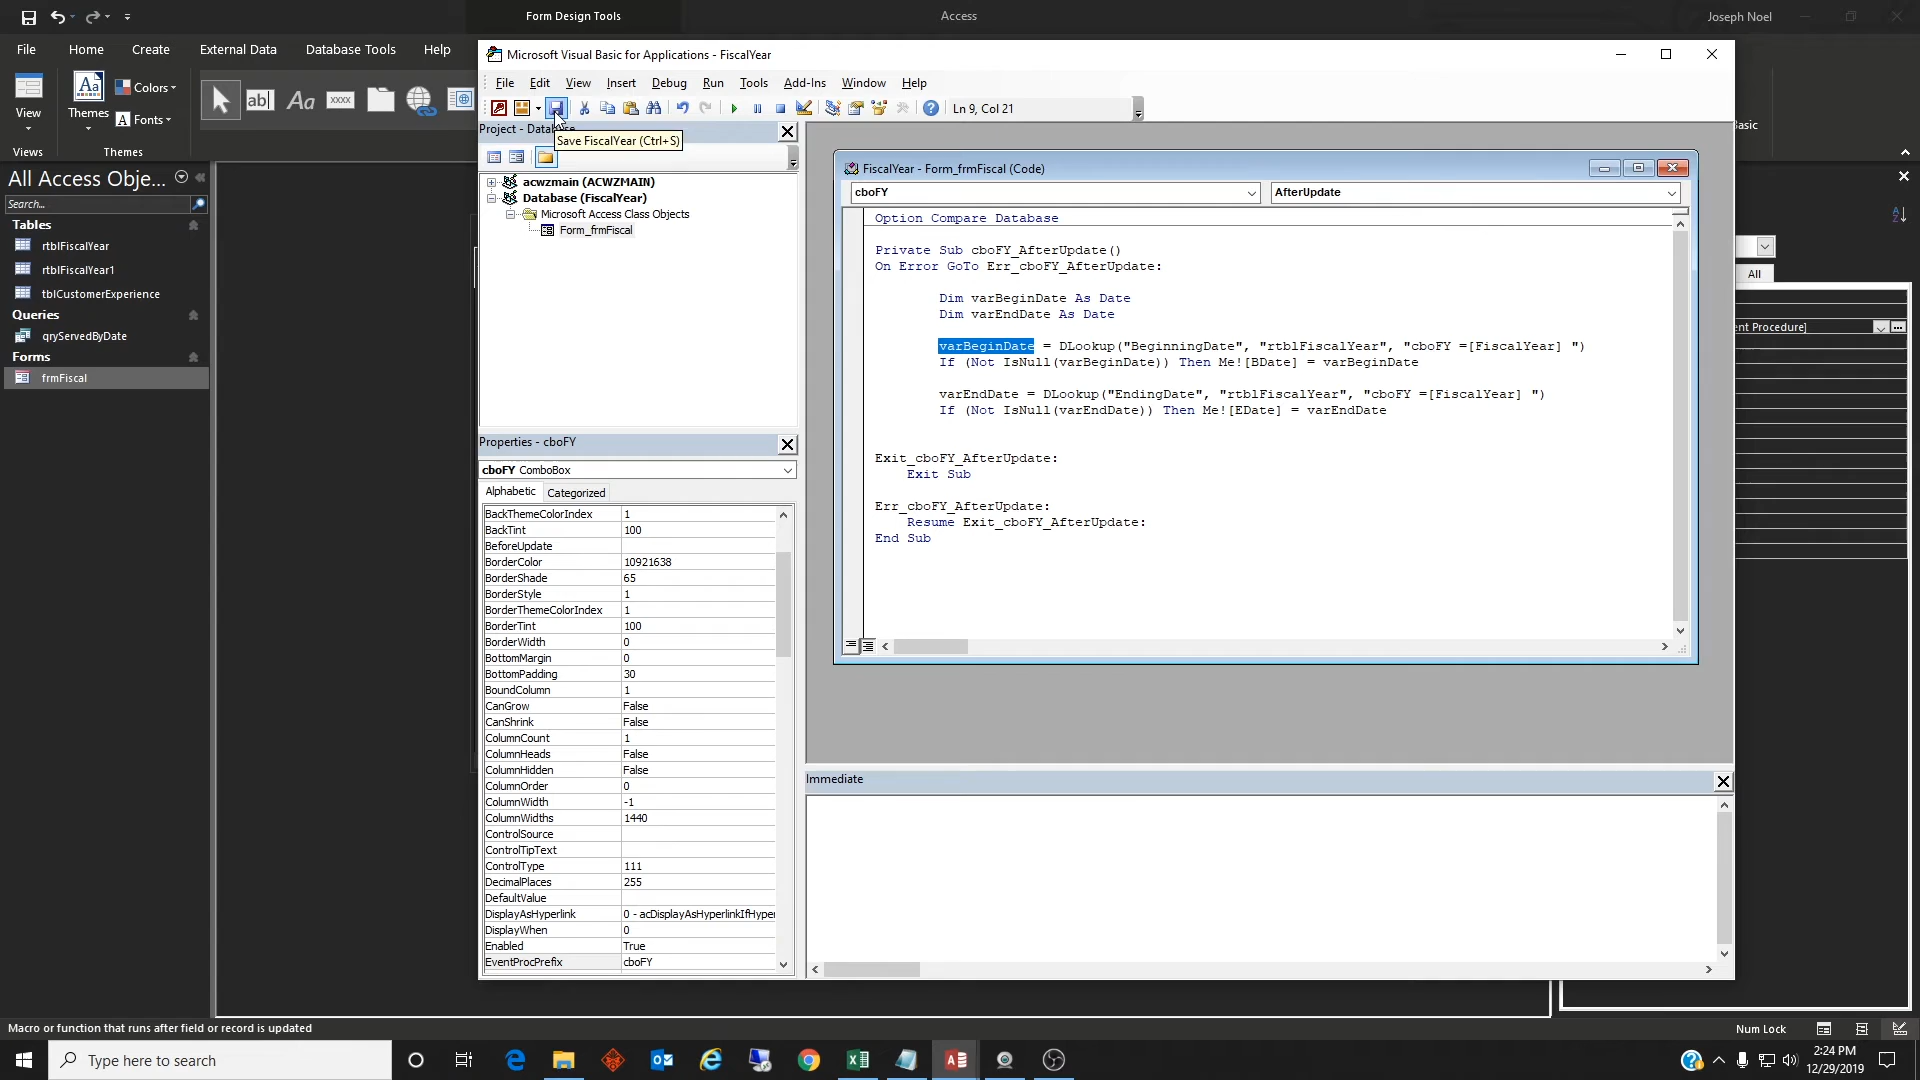 Form Design Tools
Access
Joseph Noel
File
Home
Create
External Data
Database Tools
Help
View
Views
Themes
Colors
Fonts
Themes
ab|
Aa
xxxx
Microsoft Visual Basic for Applications - FiscalYear
File Edit View Insert Debug Run Tools Add-Ins Window Help
Ln 9, Col 21
Save FiscalYear (Ctrl+S)
All Access Obje...
Search...
Tables
rtblFiscalYear
rtblFiscalYear1
tblCustomerExperience
Queries
qryServedByDate
Forms
frmFiscal
acwzmain (ACWZMAIN)
Database (FiscalYear)
Microsoft Access Class Objects
Form_frmFiscal
Properties - cboFY
cboFY ComboBox
Alphabetic Categorized
BackThemeColorIndex 1
BackTint 100
BeforeUpdate
BorderColor 10921638
BorderShade 65
BorderStyle 1
BorderThemeColorIndex 1
BorderTint 100
BorderWidth 0
BottomMargin 0
BottomPadding 30
BoundColumn 1
CanGrow False
CanShrink False
ColumnCount 1
ColumnHeads False
ColumnHidden False
ColumnOrder 0
ColumnWidth -1
ColumnWidths 1440
ControlSource
ControlTipText
ControlType 111
DecimalPlaces 255
DefaultValue
DisplayAsHyperlink 0 - acDisplayAsHyperlinkIfHyper
DisplayWhen 0
Enabled True
EventProcPrefix cboFY
FiscalYear - Form_frmFiscal (Code)
cboFY
AfterUpdate
Option Compare Database
Private Sub cboFY_AfterUpdate()
On Error GoTo Err_cboFY_AfterUpdate:
Dim varBeginDate As Date
Dim varEndDate As Date
varBeginDate = DLookup("BeginningDate", "rtblFiscalYear", "cboFY =[FiscalYear] ")
If (Not IsNull(varBeginDate)) Then Me![BDate] = varBeginDate
varEndDate = DLookup("EndingDate", "rtblFiscalYear", "cboFY =[FiscalYear] ")
If (Not IsNull(varEndDate)) Then Me![EDate] = varEndDate
Exit_cboFY_AfterUpdate:
Exit Sub
Err_cboFY_AfterUpdate:
Resume Exit_cboFY_AfterUpdate:
End Sub
Immediate
All
Macro or function that runs after field or record is updated
Num Lock
Type here to search
2:24 PM
12/29/2019